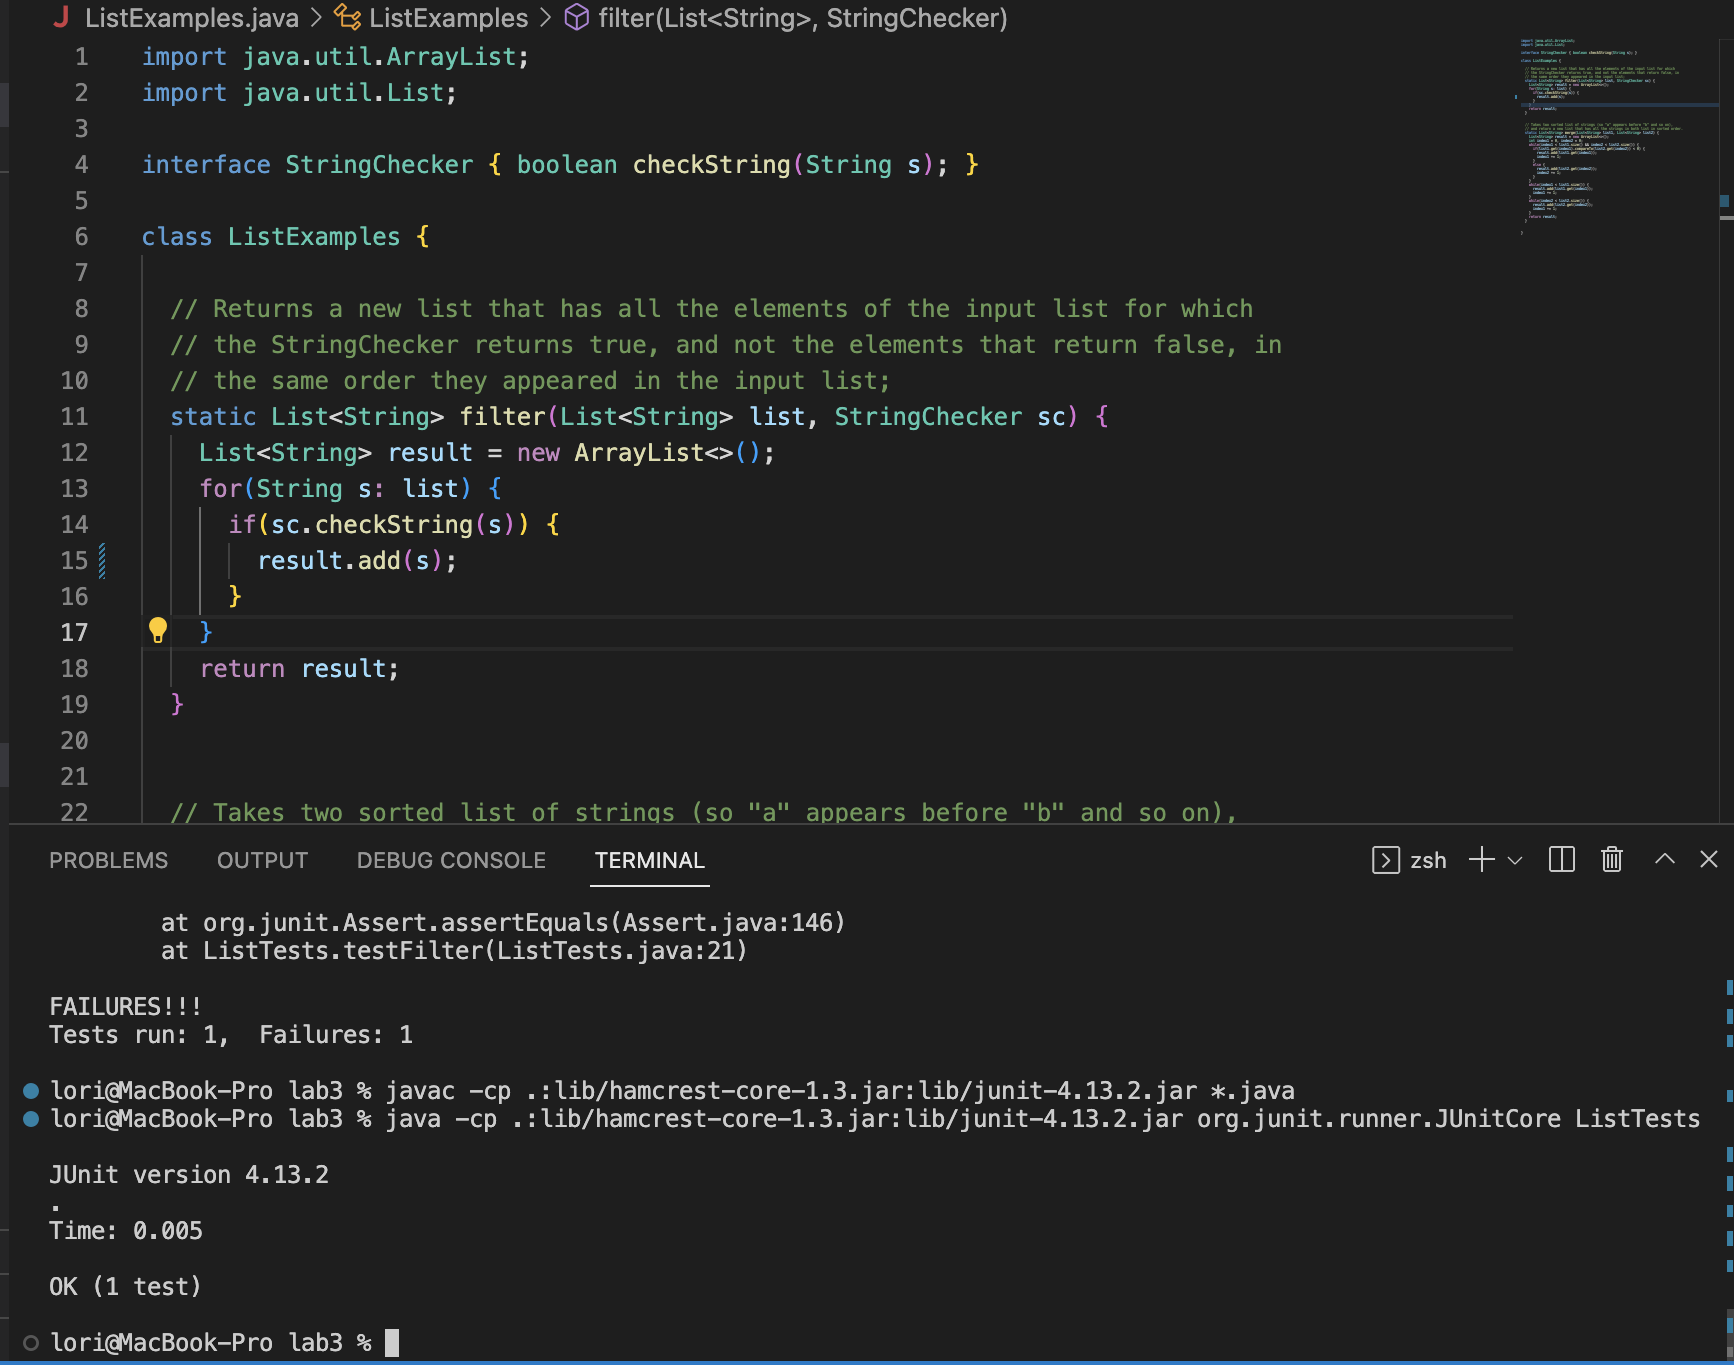 ListExamples.java > ListExamples > filter(List<String>, StringChecker)
1 import java.util.ArrayList;
2 import java.util.List;
3
4 interface StringChecker { boolean checkString(String s); }
5
6 class ListExamples {
7
8 // Returns a new list that has all the elements of the input list for which
9 // the StringChecker returns true, and not the elements that return false, in
10 // the same order they appeared in the input list;
11 static List<String> filter(List<String> list, StringChecker sc) {
12 List<String> result = new ArrayList<>();
13 for(String s: list) {
14 if(sc.checkString(s)) {
15 result.add(s);
16 }
17 }
18 return result;
19 }
20
21
22 // Takes two sorted list of strings (so "a" appears before "b" and so on),
PROBLEMS OUTPUT DEBUG CONSOLE TERMINAL zsh
at org.junit.Assert.assertEquals(Assert.java:146)
at ListTests.testFilter(ListTests.java:21)
FAILURES!!!
Tests run: 1,  Failures: 1
lori@MacBook-Pro lab3 % javac -cp .:lib/hamcrest-core-1.3.jar:lib/junit-4.13.2.jar *.java
lori@MacBook-Pro lab3 % java -cp .:lib/hamcrest-core-1.3.jar:lib/junit-4.13.2.jar org.junit.runner.JUnitCore ListTests
JUnit version 4.13.2
.
Time: 0.005
OK (1 test)
lori@MacBook-Pro lab3 %